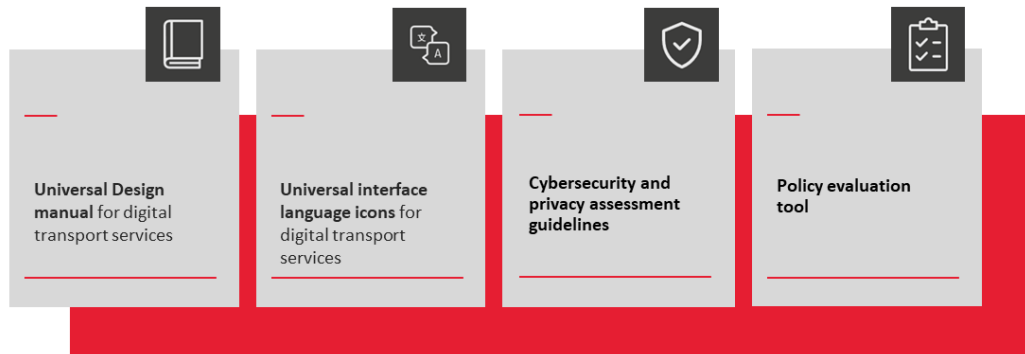 文
A
Universal Design
manual for digital
transport services
Universal interface
language icons for
digital transport
services
Cybersecurity and
privacy assessment
guidelines
Policy evaluation
tool